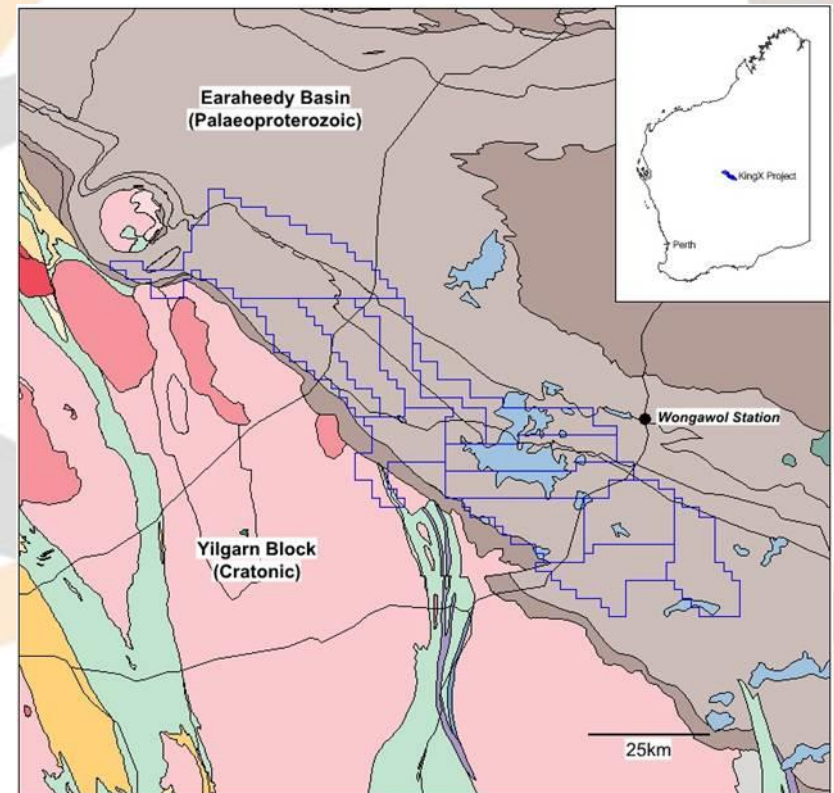 Earaheedy Basin
(Palaeoproterozoic)
KingX Project
Perth
Wongawol Station
Yilgarn Block
(Cratonic)
25km